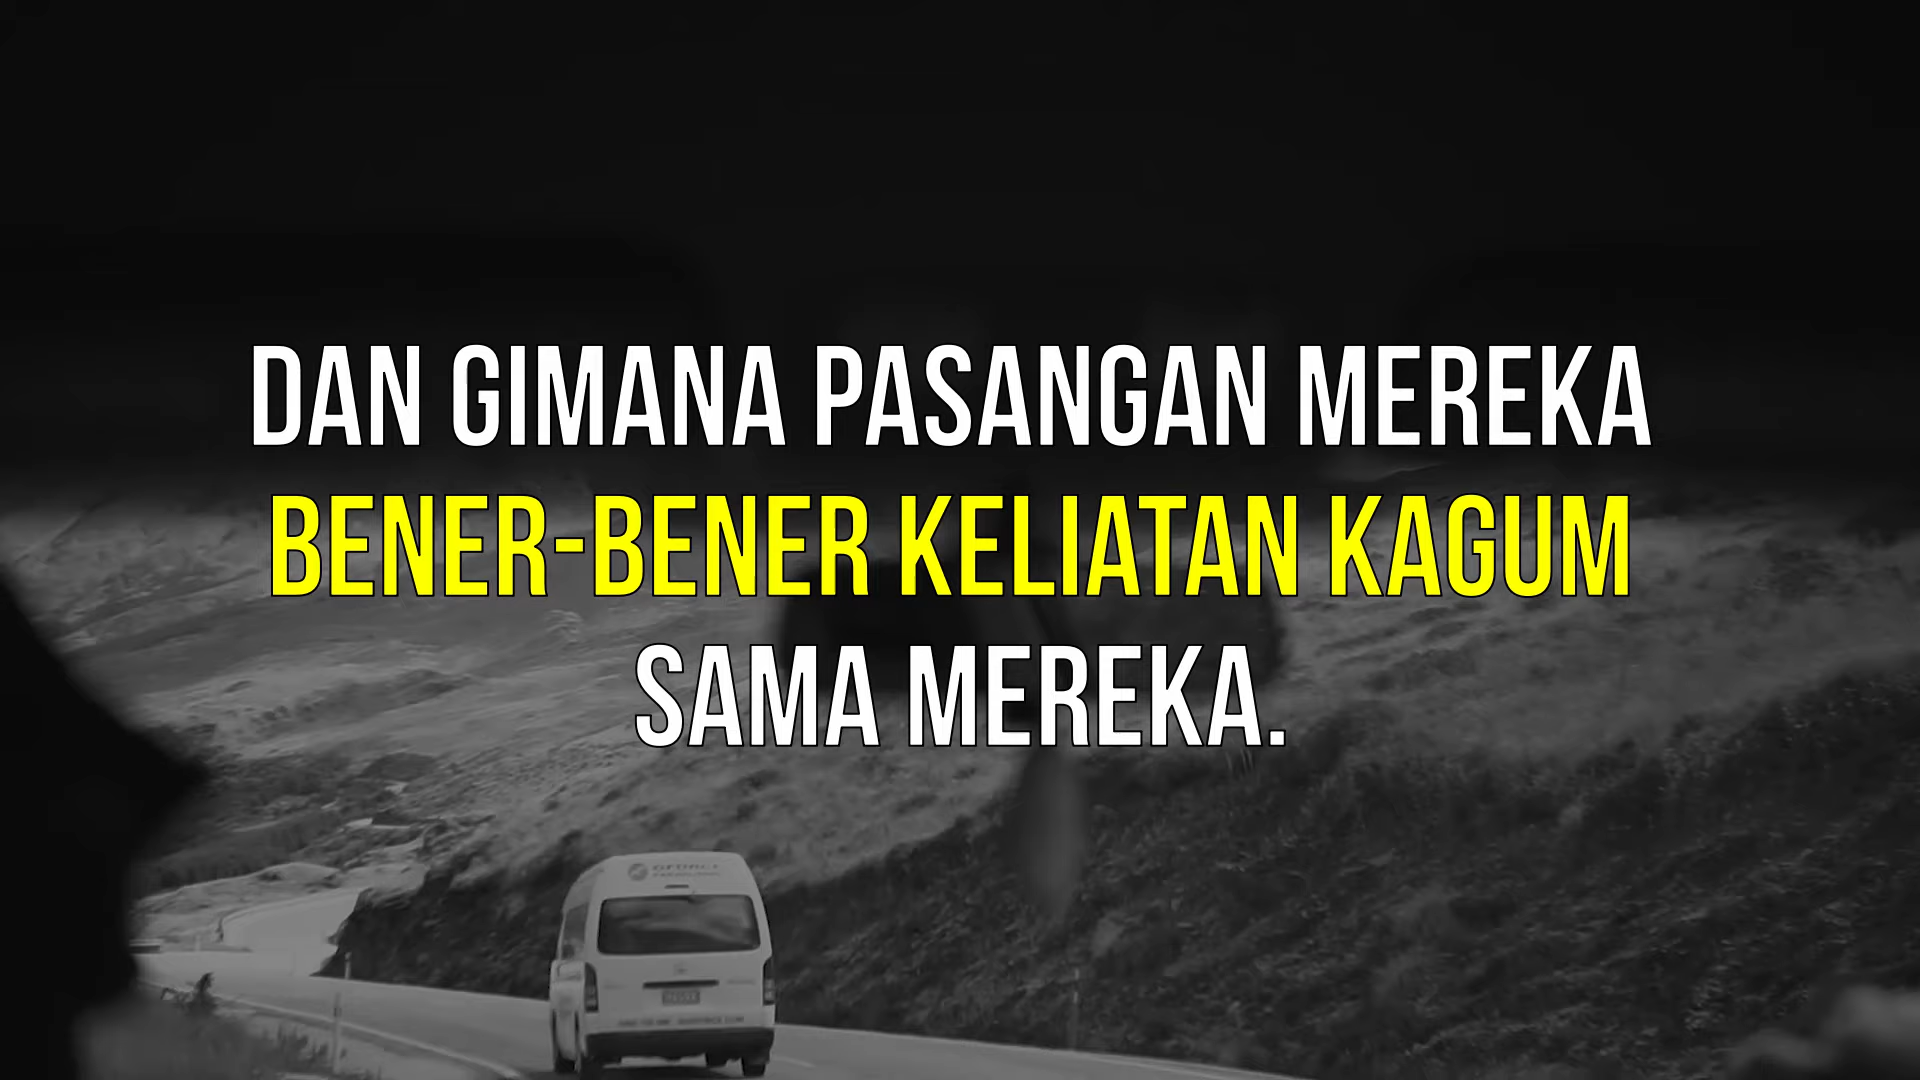 DAN GIMANA PASANGAN MEREKA
BENER-BENER KELIATAN KAGUM
SAMA MEREKA.